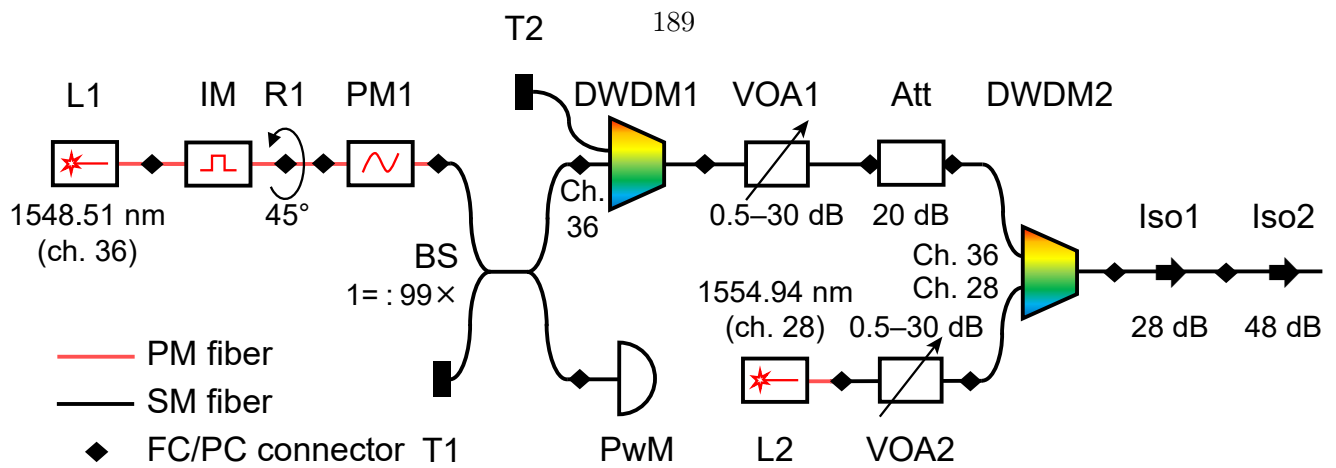 189
T2
L1 IM R1 PM1 DWDM1 VOA1 Att DWDM2
1548.51 nm
(ch. 36)
45°
Ch.
36
0.5–30 dB
20 dB
BS
1= : 99×
Ch. 36
Ch. 28
Iso1 Iso2
28 dB 48 dB
1554.94 nm
(ch. 28)
0.5–30 dB
PM fiber
SM fiber
FC/PC connector
T1 PwM L2 VOA2